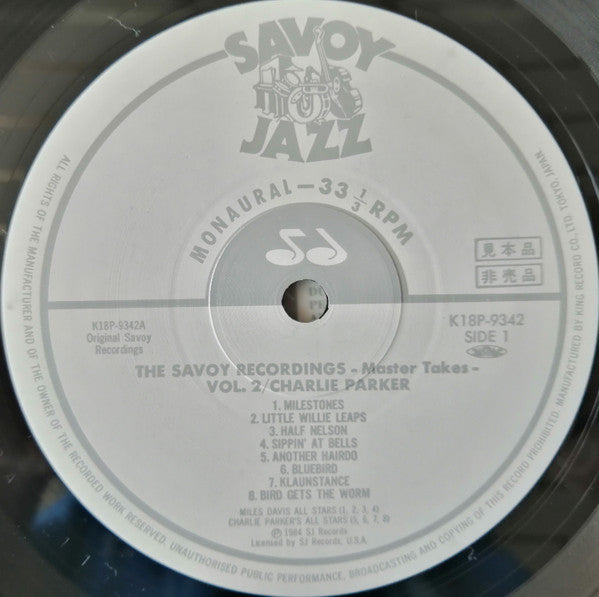 SAVOY
JAZZ
MONAURAL — 33 1/3 RPM
見本品
非売品
K18P-9342A
Original Savoy
Recordings
K18P-9342
SIDE 1
THE SAVOY RECORDINGS - Master Takes -
VOL. 2/CHARLIE PARKER
1. MILESTONES
2. LITTLE WILLIE LEAPS
3. HALF NELSON
4. SIPPIN' AT BELLS
5. ANOTHER HAIRDO
6. BLUEBIRD
7. KLAUNSTANCE
8. BIRD GETS THE WORM
MILES DAVIS ALL STARS (1, 2, 3, 4)
CHARLIE PARKER'S ALL STARS (5, 6, 7, 8)
Ⓟ 1984 SJ Records
Licensed by SJ Records, U.S.A.
ALL RIGHTS OF THE MANUFACTURER AND OF THE OWNER OF THE RECORDED WORK RESERVED. UNAUTHORISED PUBLIC PERFORMANCE, BROADCASTING AND COPYING OF THIS RECORD PROHIBITED. MANUFACTURED BY KING RECORD CO., LTD TOKYO, JAPAN.